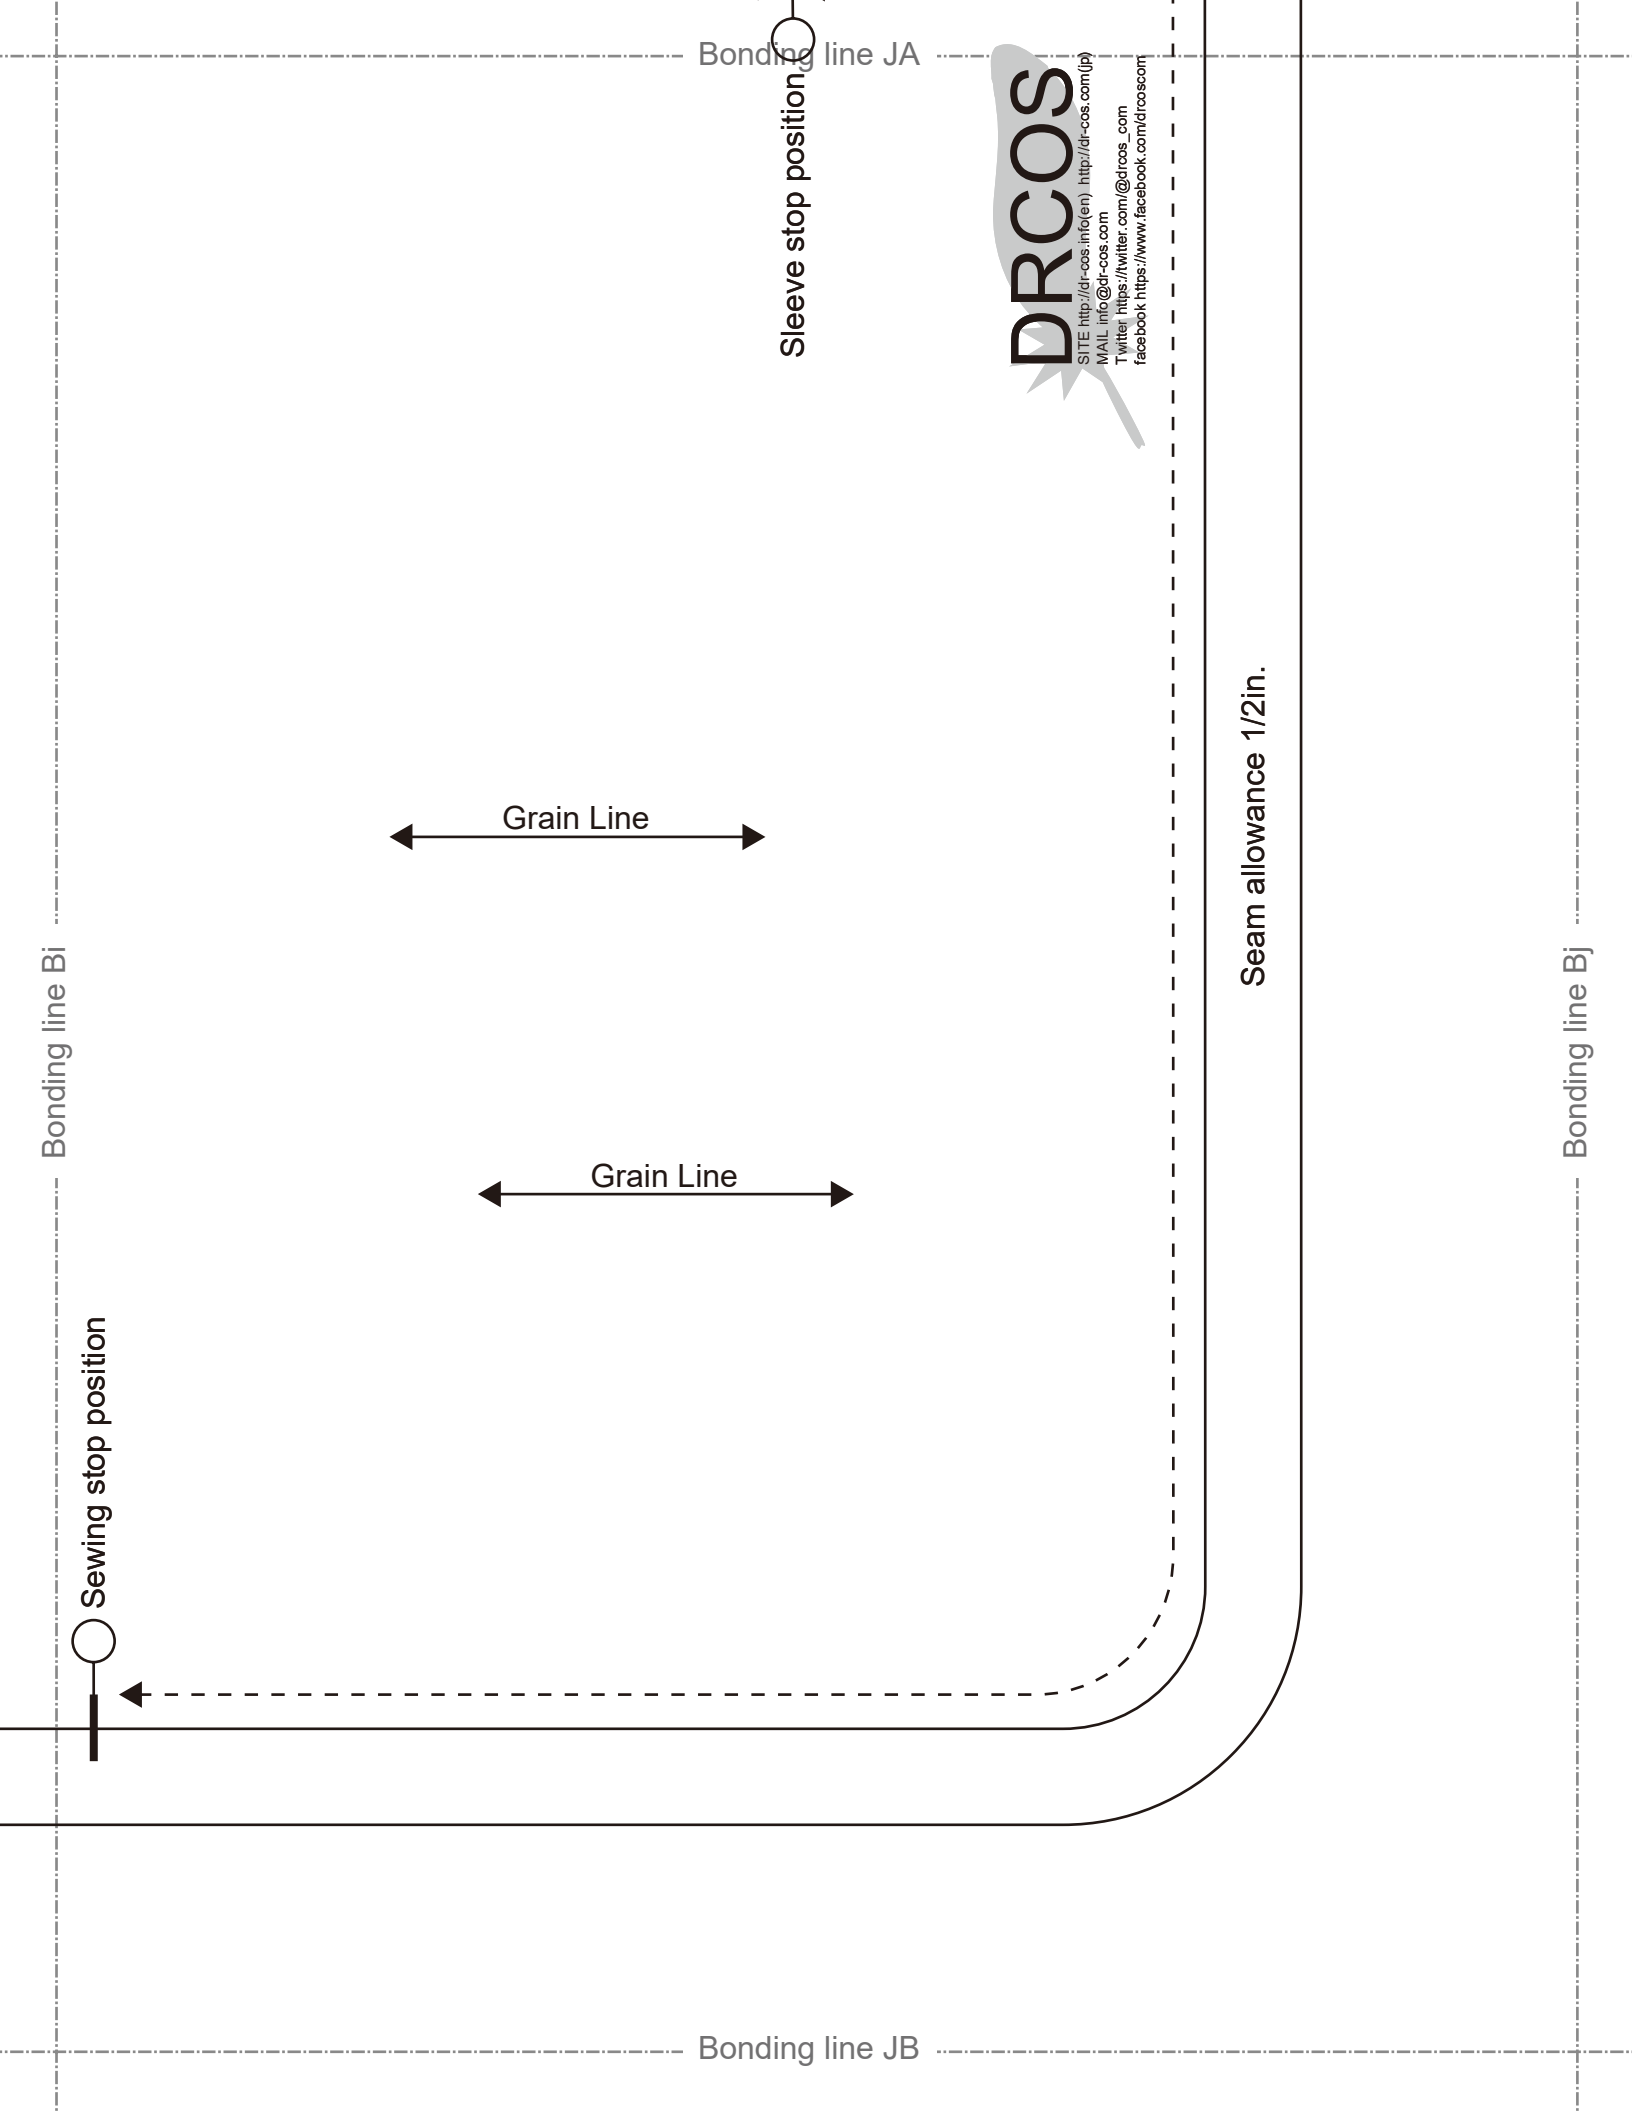 Bonding line JA
Sleeve stop position
DRCOS
SITE http://dr-cos.info(en) http://dr-cos.com(jp)
MAIL info@dr-cos.com
Twitter https://twitter.com/@drcos_com
facebook https://www.facebook.com/drcoscom
Seam allowance 1/2in.
Grain Line
Bonding line Bi
Bonding line Bj
Grain Line
Sewing stop position
Bonding line JB